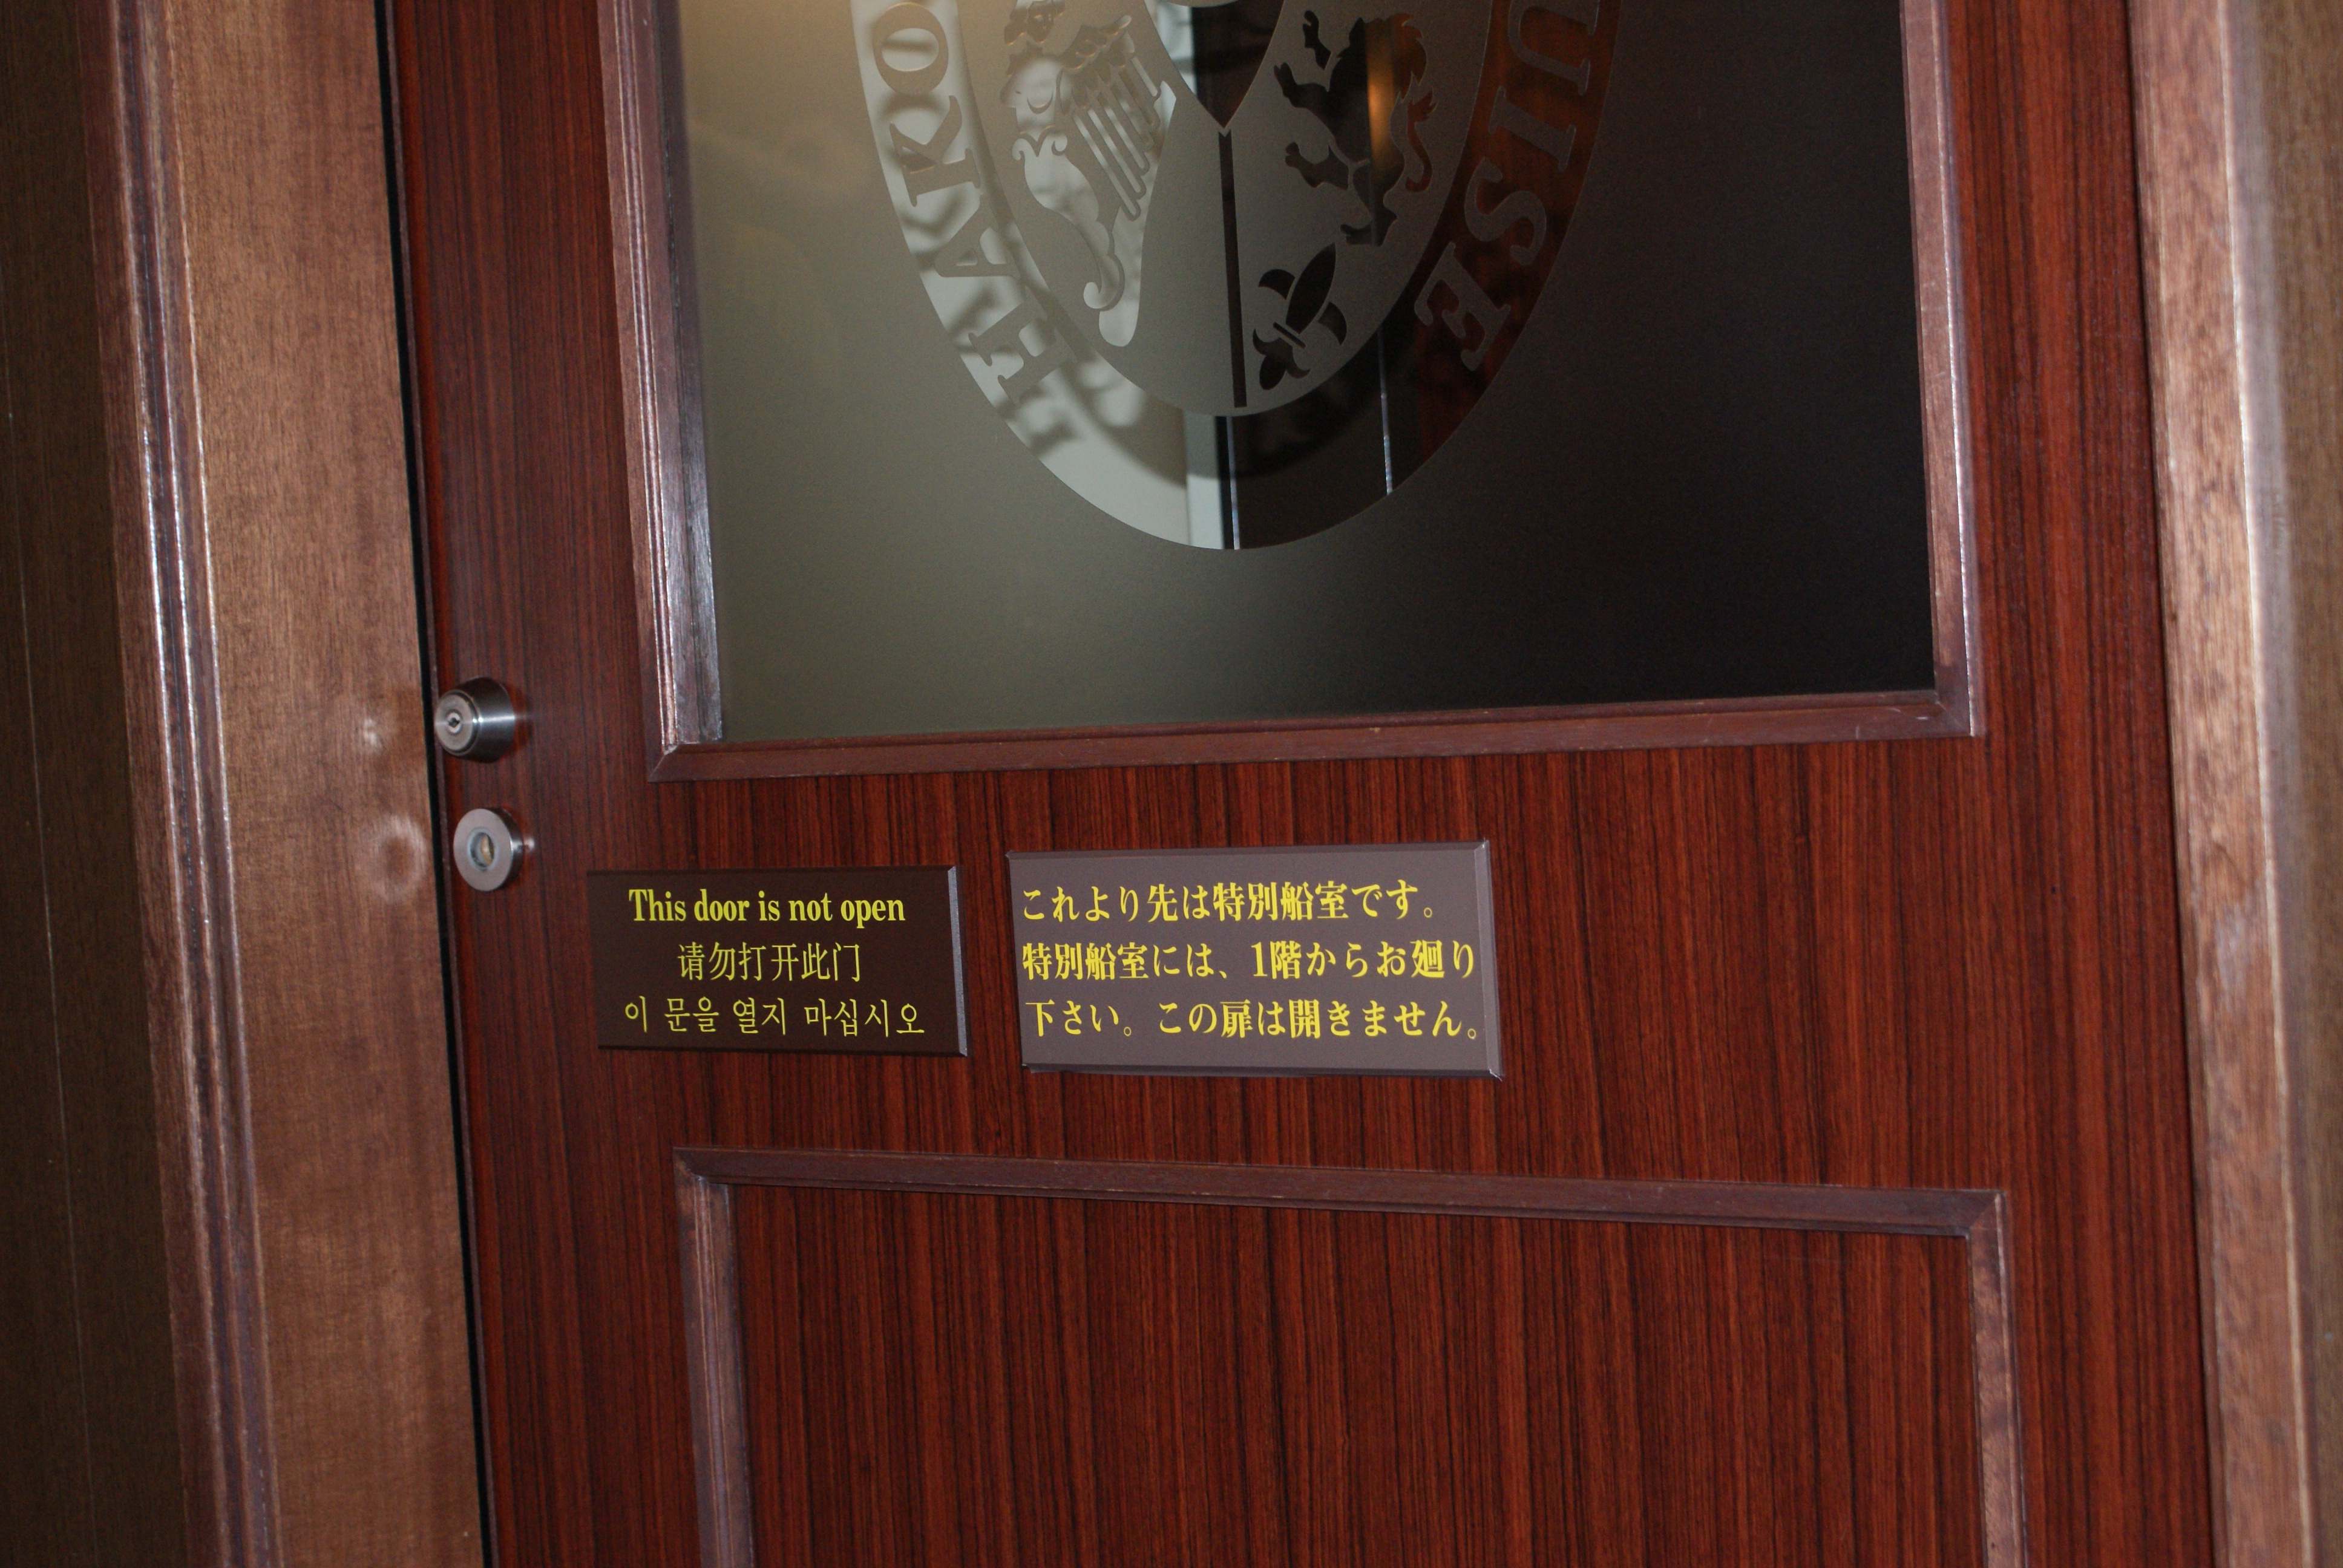 HAKO
UISE
This door is not open
请勿打开此门
이 문을 열지 마십시오
これより先は特別船室です。
特別船室には、1階からお廻り
下さい。この扉は開きません。